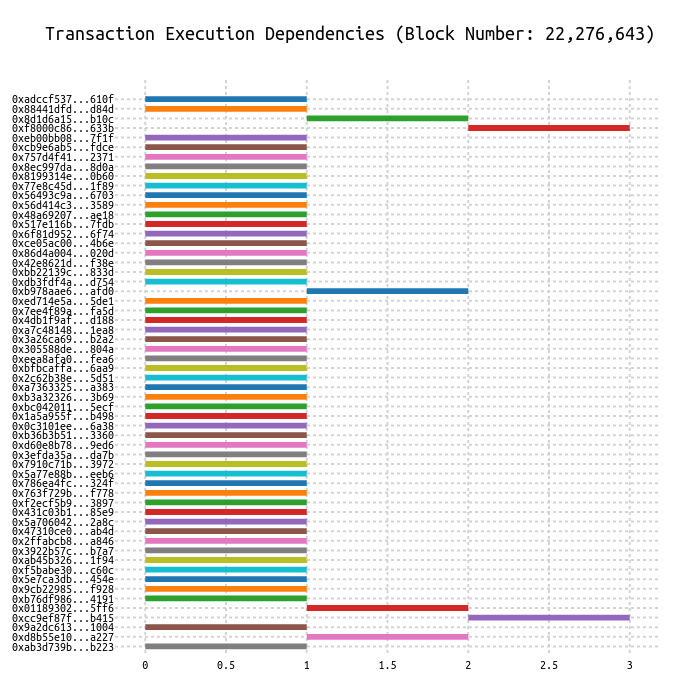 Transaction Execution Dependencies (Block Number: 22,276,643)
0xadccf537...610f
0x88441dfd...d84d
0x8d1d6a15...b10c
0xf8000c86...633b
0xeb00bb08...7f1f
0xcb9e6ab5...fdce
0x757d4f41...2371
0x8ec997da...8d0a
0x8199314e...0b60
0x77e8c45d...1f89
0x56493c9a...6703
0x56d414c3...3589
0x48a69207...ae18
0x517e116b...7fdb
0x6f81d952...6f74
0xce05ac00...4b6e
0x86d4a004...020d
0x42e8621d...f38e
0xbb22139c...833d
0xdb3fdf4a...d754
0xb978aae6...afd0
0xed714e5a...5de1
0x7ee4f89a...fa5d
0x4db1f9af...d188
0xa7c48148...1ea8
0x3a26ca69...b2a2
0x305588de...804a
0xeea8afa0...fea6
0xbfbcaffa...6aa9
0x2c62b38e...5d51
0xa7363325...a383
0xb3a32326...3b69
0xbc042011...5ecf
0x1a5a955f...b498
0x0c3101ee...6a38
0xb36b3b51...3360
0xd60e8b78...9ed6
0x3efda35a...da7b
0x7910c71b...3972
0x5a77e88b...eeb6
0x786ea4fc...324f
0x763f729b...f778
0xf2ecf5b9...3897
0x431c03b1...85e9
0x5a706042...2a8c
0x47310ce0...ab4d
0x2ffabcb8...a846
0x3922b57c...b7a7
0xab45b326...1f94
0xf5babe30...c60c
0x5e7ca3db...454e
0x9cb22985...f928
0xb76df986...4191
0x01189302...5ff6
0xcc9ef87f...b415
0x9a2dc613...1004
0xd8b55e10...a227
0xab3d739b...b223
0 0.5 1 1.5 2 2.5 3